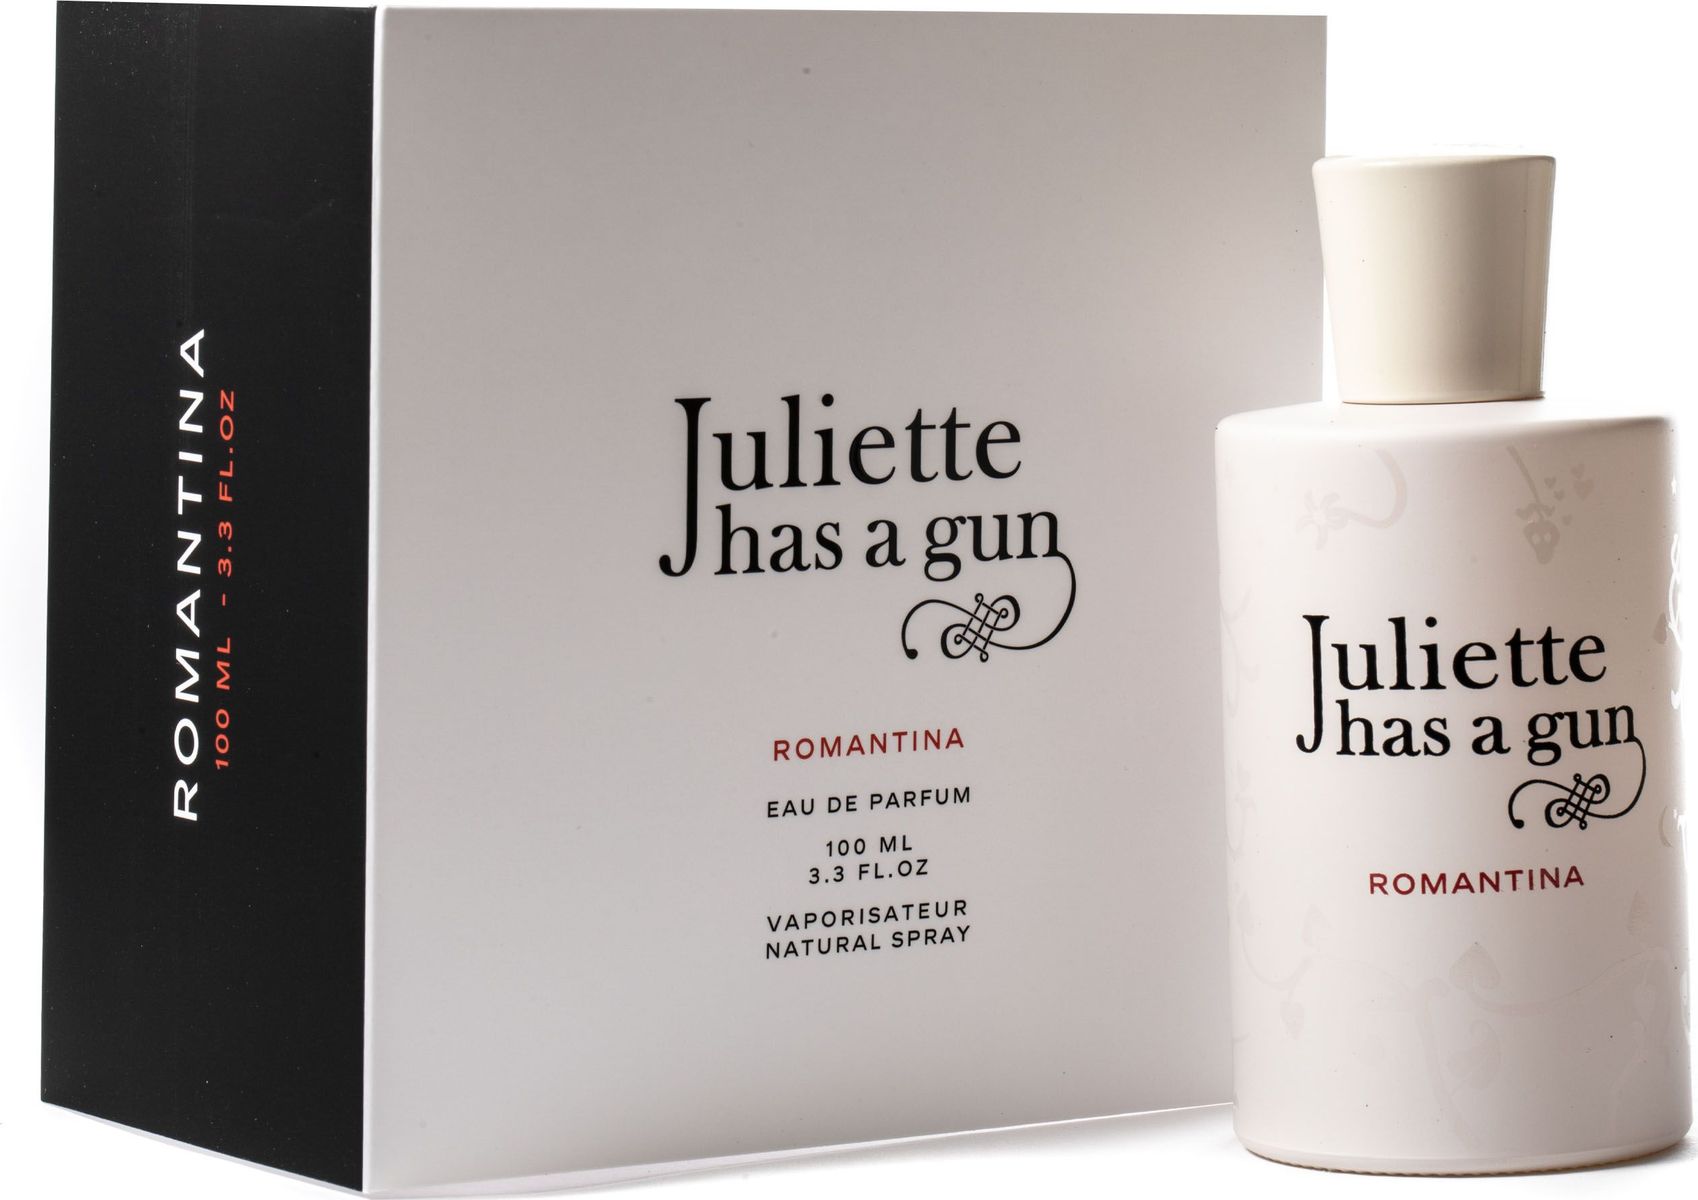 ROMANTINA
100 ML - 3.3 FL.OZ
Juliette
has a gun
ROMANTINA
EAU DE PARFUM
100 ML
3.3 FL.OZ
VAPORISATEUR
NATURAL SPRAY
Juliette
has a gun
ROMANTINA